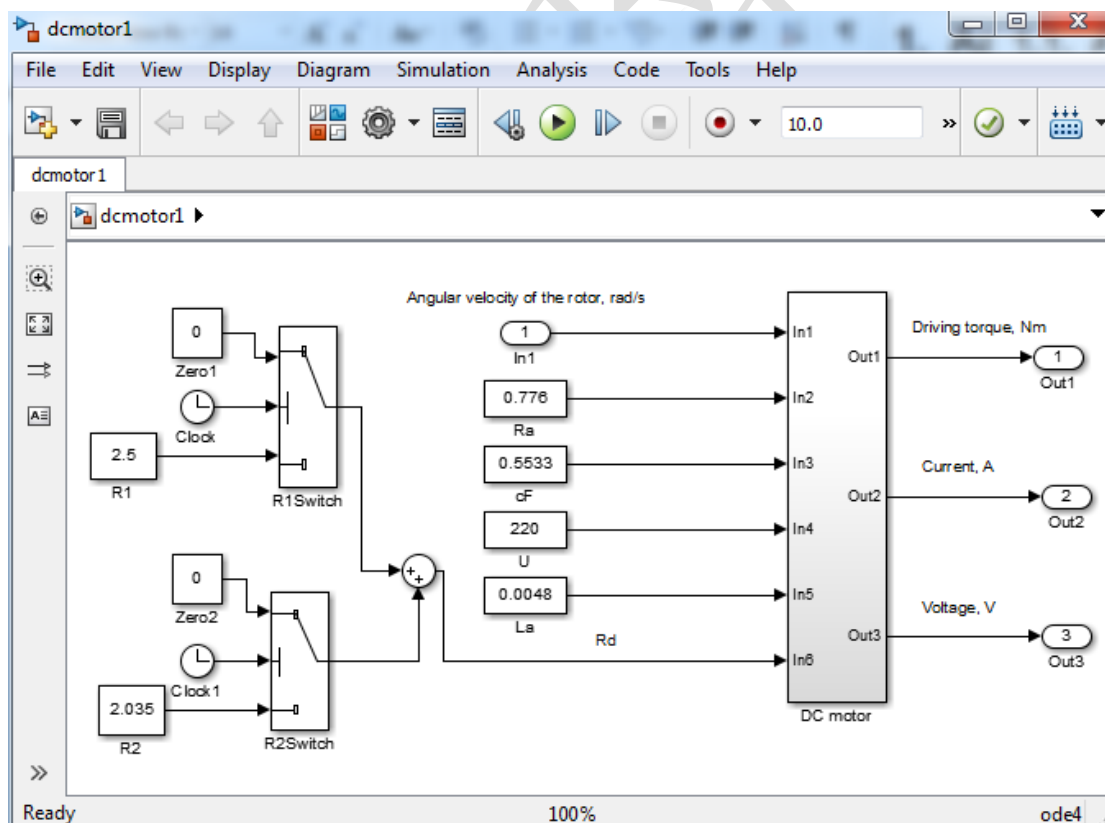 dcmotor1
File Edit View Display Diagram Simulation Analysis Code Tools Help
10.0
dcmotor1
dcmotor1
Angular velocity of the rotor, rad/s
0
Zero1
Clock
2.5
R1
R1Switch
0
Zero2
Clock1
2.035
R2
R2Switch
+
+
1
In1
0.776
Ra
0.5533
cF
220
U
0.0048
La
Rd
In1
In2
In3
In4
In5
In6
Out1
Out2
Out3
DC motor
Driving torque, Nm
1
Out1
Current, A
2
Out2
Voltage, V
3
Out3
Ready 100% ode4